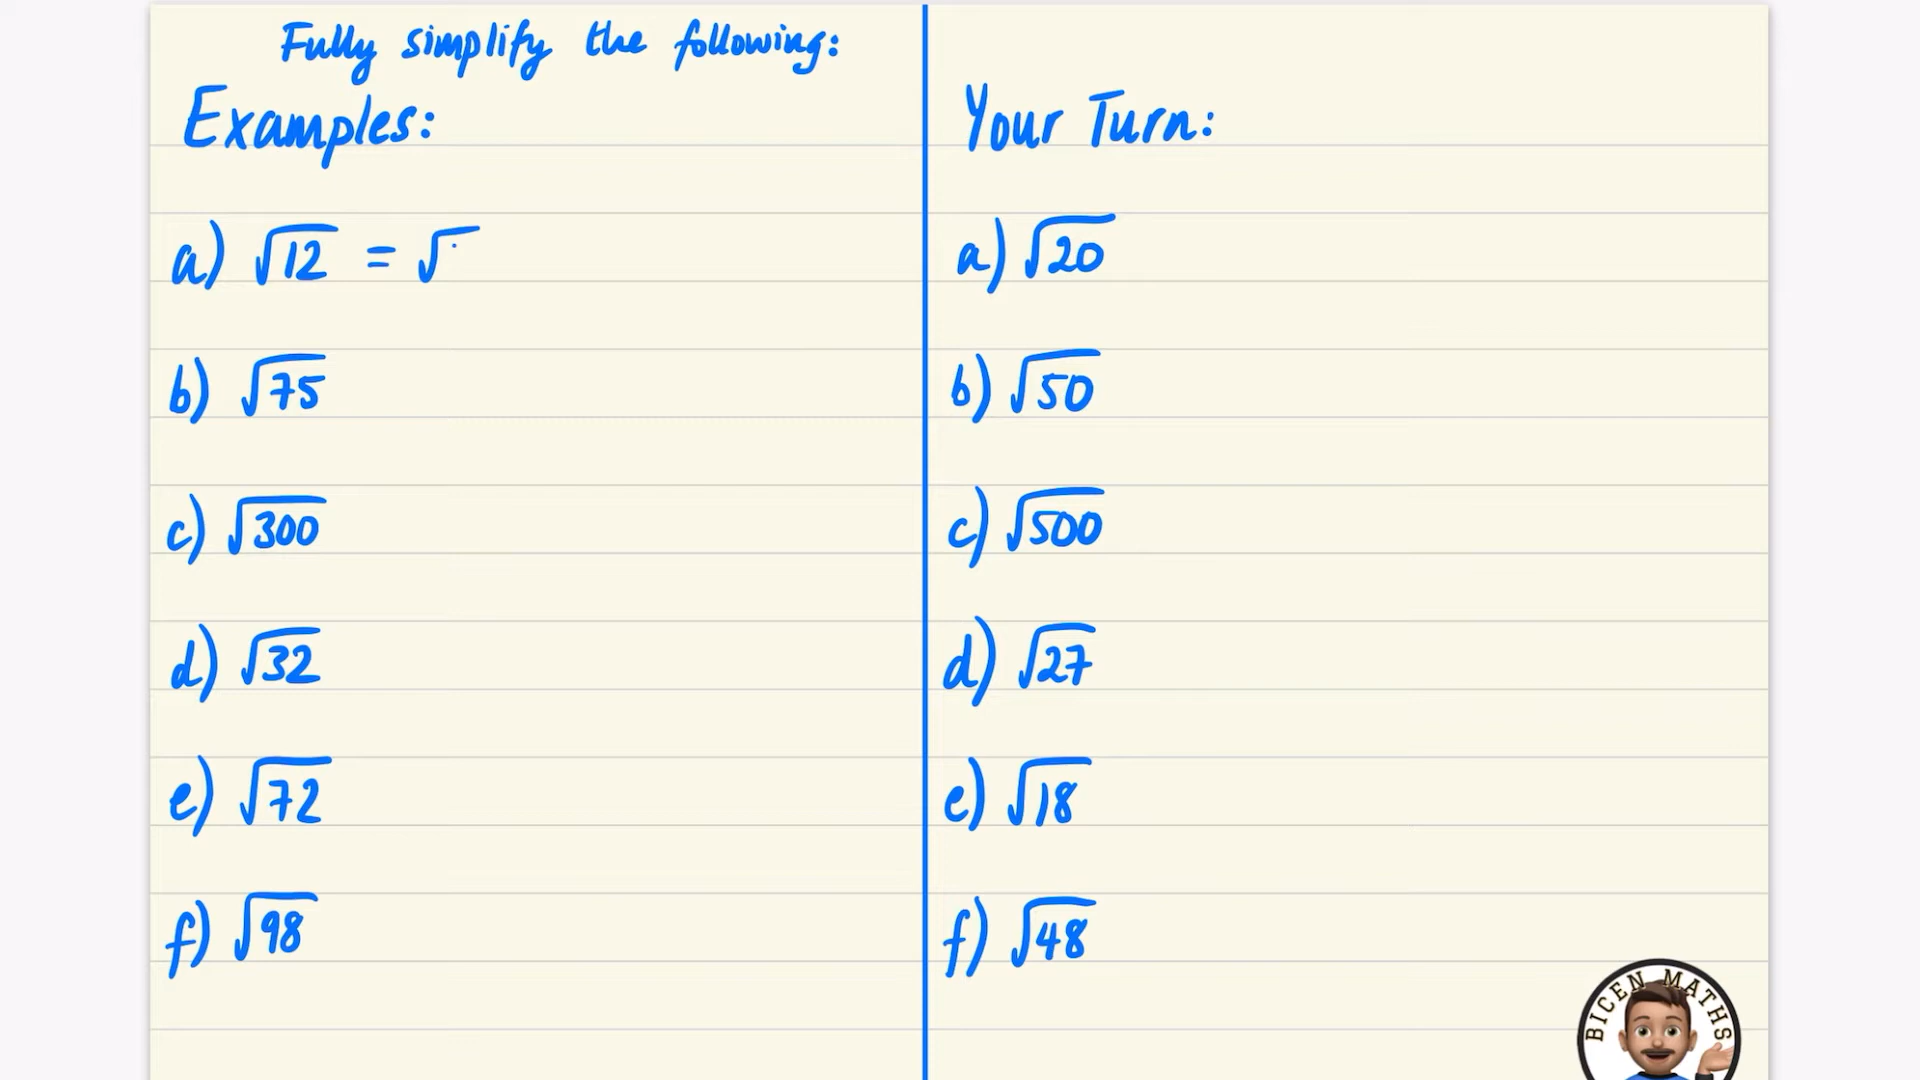 Fully simplify the following:
Examples:
a) √12 = √
b) √75
c) √300
d) √32
e) √72
f) √98
Your Turn:
a) √20
b) √50
c) √500
d) √27
e) √18
f) √48
BICEN MATHS